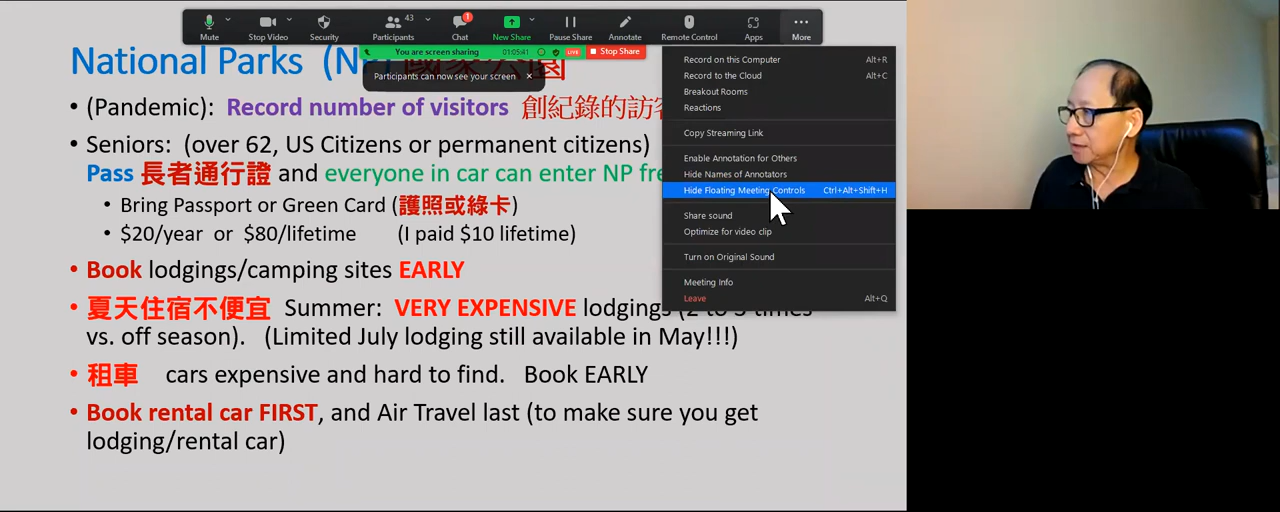 43
1
Mute
Stop Video
Security
Participants
Chat
New Share
Pause Share
Annotate
Remote Control
Apps
More
You are screen sharing
01:05:41
LIVE
Stop Share
Participants can now see your screen
Record on this Computer Alt+R
Record to the Cloud Alt+C
Breakout Rooms
Reactions
Copy Streaming Link
Enable Annotation for Others
Hide Names of Annotators
Hide Floating Meeting Controls Ctrl+Alt+Shift+H
Share sound
Optimize for video clip
Turn on Original Sound
Meeting Info
Leave Alt+Q
National Parks
• (Pandemic): Record number of visitors 創紀錄的訪
• Seniors: (over 62, US Citizens or permanent citizens)
Pass 長者通行證 and everyone in car can enter NP
• Bring Passport or Green Card (護照或綠卡)
• $20/year or $80/lifetime (I paid $10 lifetime)
• Book lodgings/camping sites EARLY
• 夏天住宿不便宜 Summer: VERY EXPENSIVE lodgings
vs. off season). (Limited July lodging still available in May!!!)
• 租車 cars expensive and hard to find. Book EARLY
• Book rental car FIRST, and Air Travel last (to make sure you get
lodging/rental car)